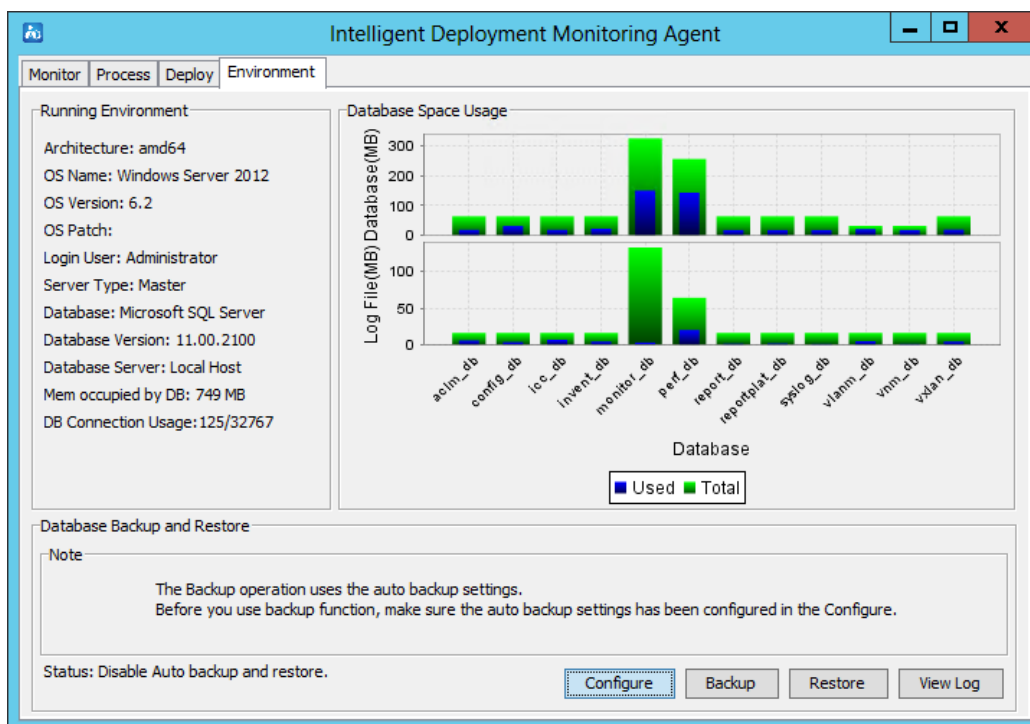 Intelligent Deployment Monitoring Agent
Monitor Process Deploy Environment
Running Environment
Architecture: amd64
OS Name: Windows Server 2012
OS Version: 6.2
OS Patch:
Login User: Administrator
Server Type: Master
Database: Microsoft SQL Server
Database Version: 11.00.2100
Database Server: Local Host
Mem occupied by DB: 749 MB
DB Connection Usage:125/32767
Database Space Usage
Database(MB)
300
200
100
0
Log File(MB)
100
50
0
aclm_db
config_db
icc_db
invent_db
monitor_db
perf_db
report_db
reportplat_db
syslog_db
vlanm_db
vnm_db
vxlan_db
Database
Used Total
Database Backup and Restore
Note
The Backup operation uses the auto backup settings.
Before you use backup function, make sure the auto backup settings has been configured in the Configure.
Status: Disable Auto backup and restore.
Configure Backup Restore View Log